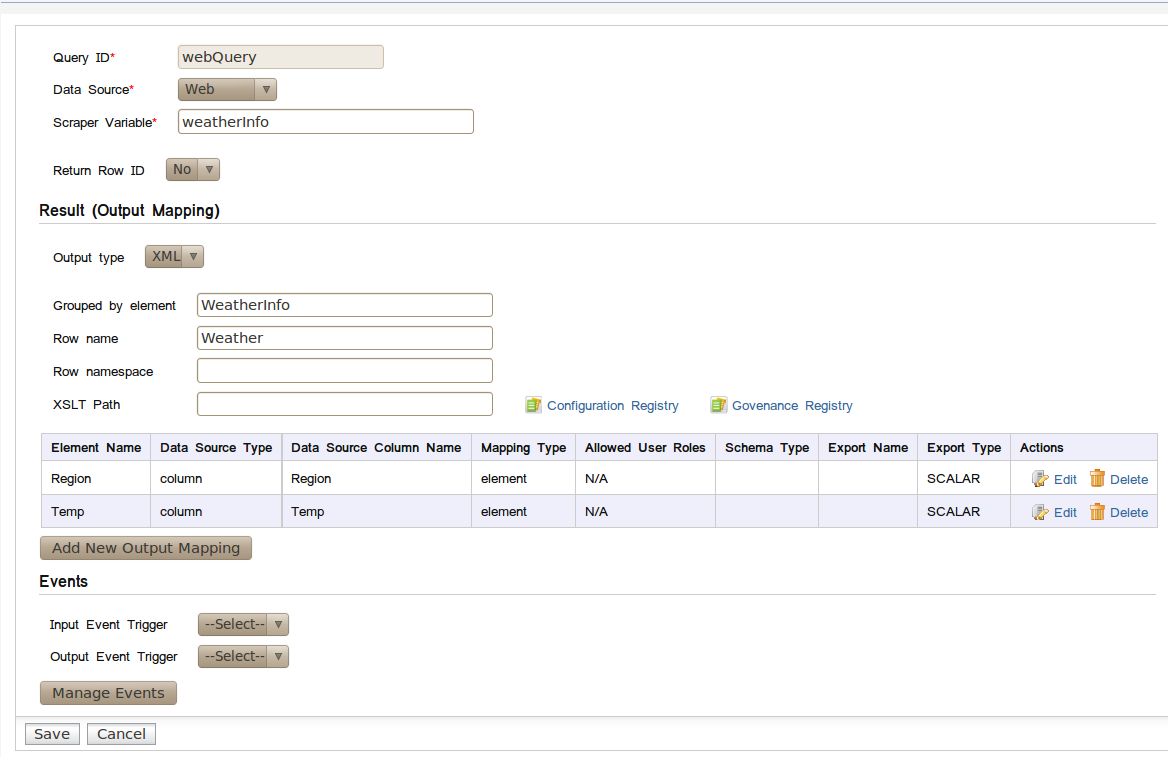 Query ID* webQuery
Data Source* Web
Scraper Variable* weatherInfo
Return Row ID No
Result (Output Mapping)
Output type XML
Grouped by element WeatherInfo
Row name Weather
Row namespace
XSLT Path Configuration Registry Govenance Registry
Element Name Data Source Type Data Source Column Name Mapping Type Allowed User Roles Schema Type Export Name Export Type Actions
Region column Region element N/A SCALAR Edit Delete
Temp column Temp element N/A SCALAR Edit Delete
Add New Output Mapping
Events
Input Event Trigger --Select--
Output Event Trigger --Select--
Manage Events
Save Cancel